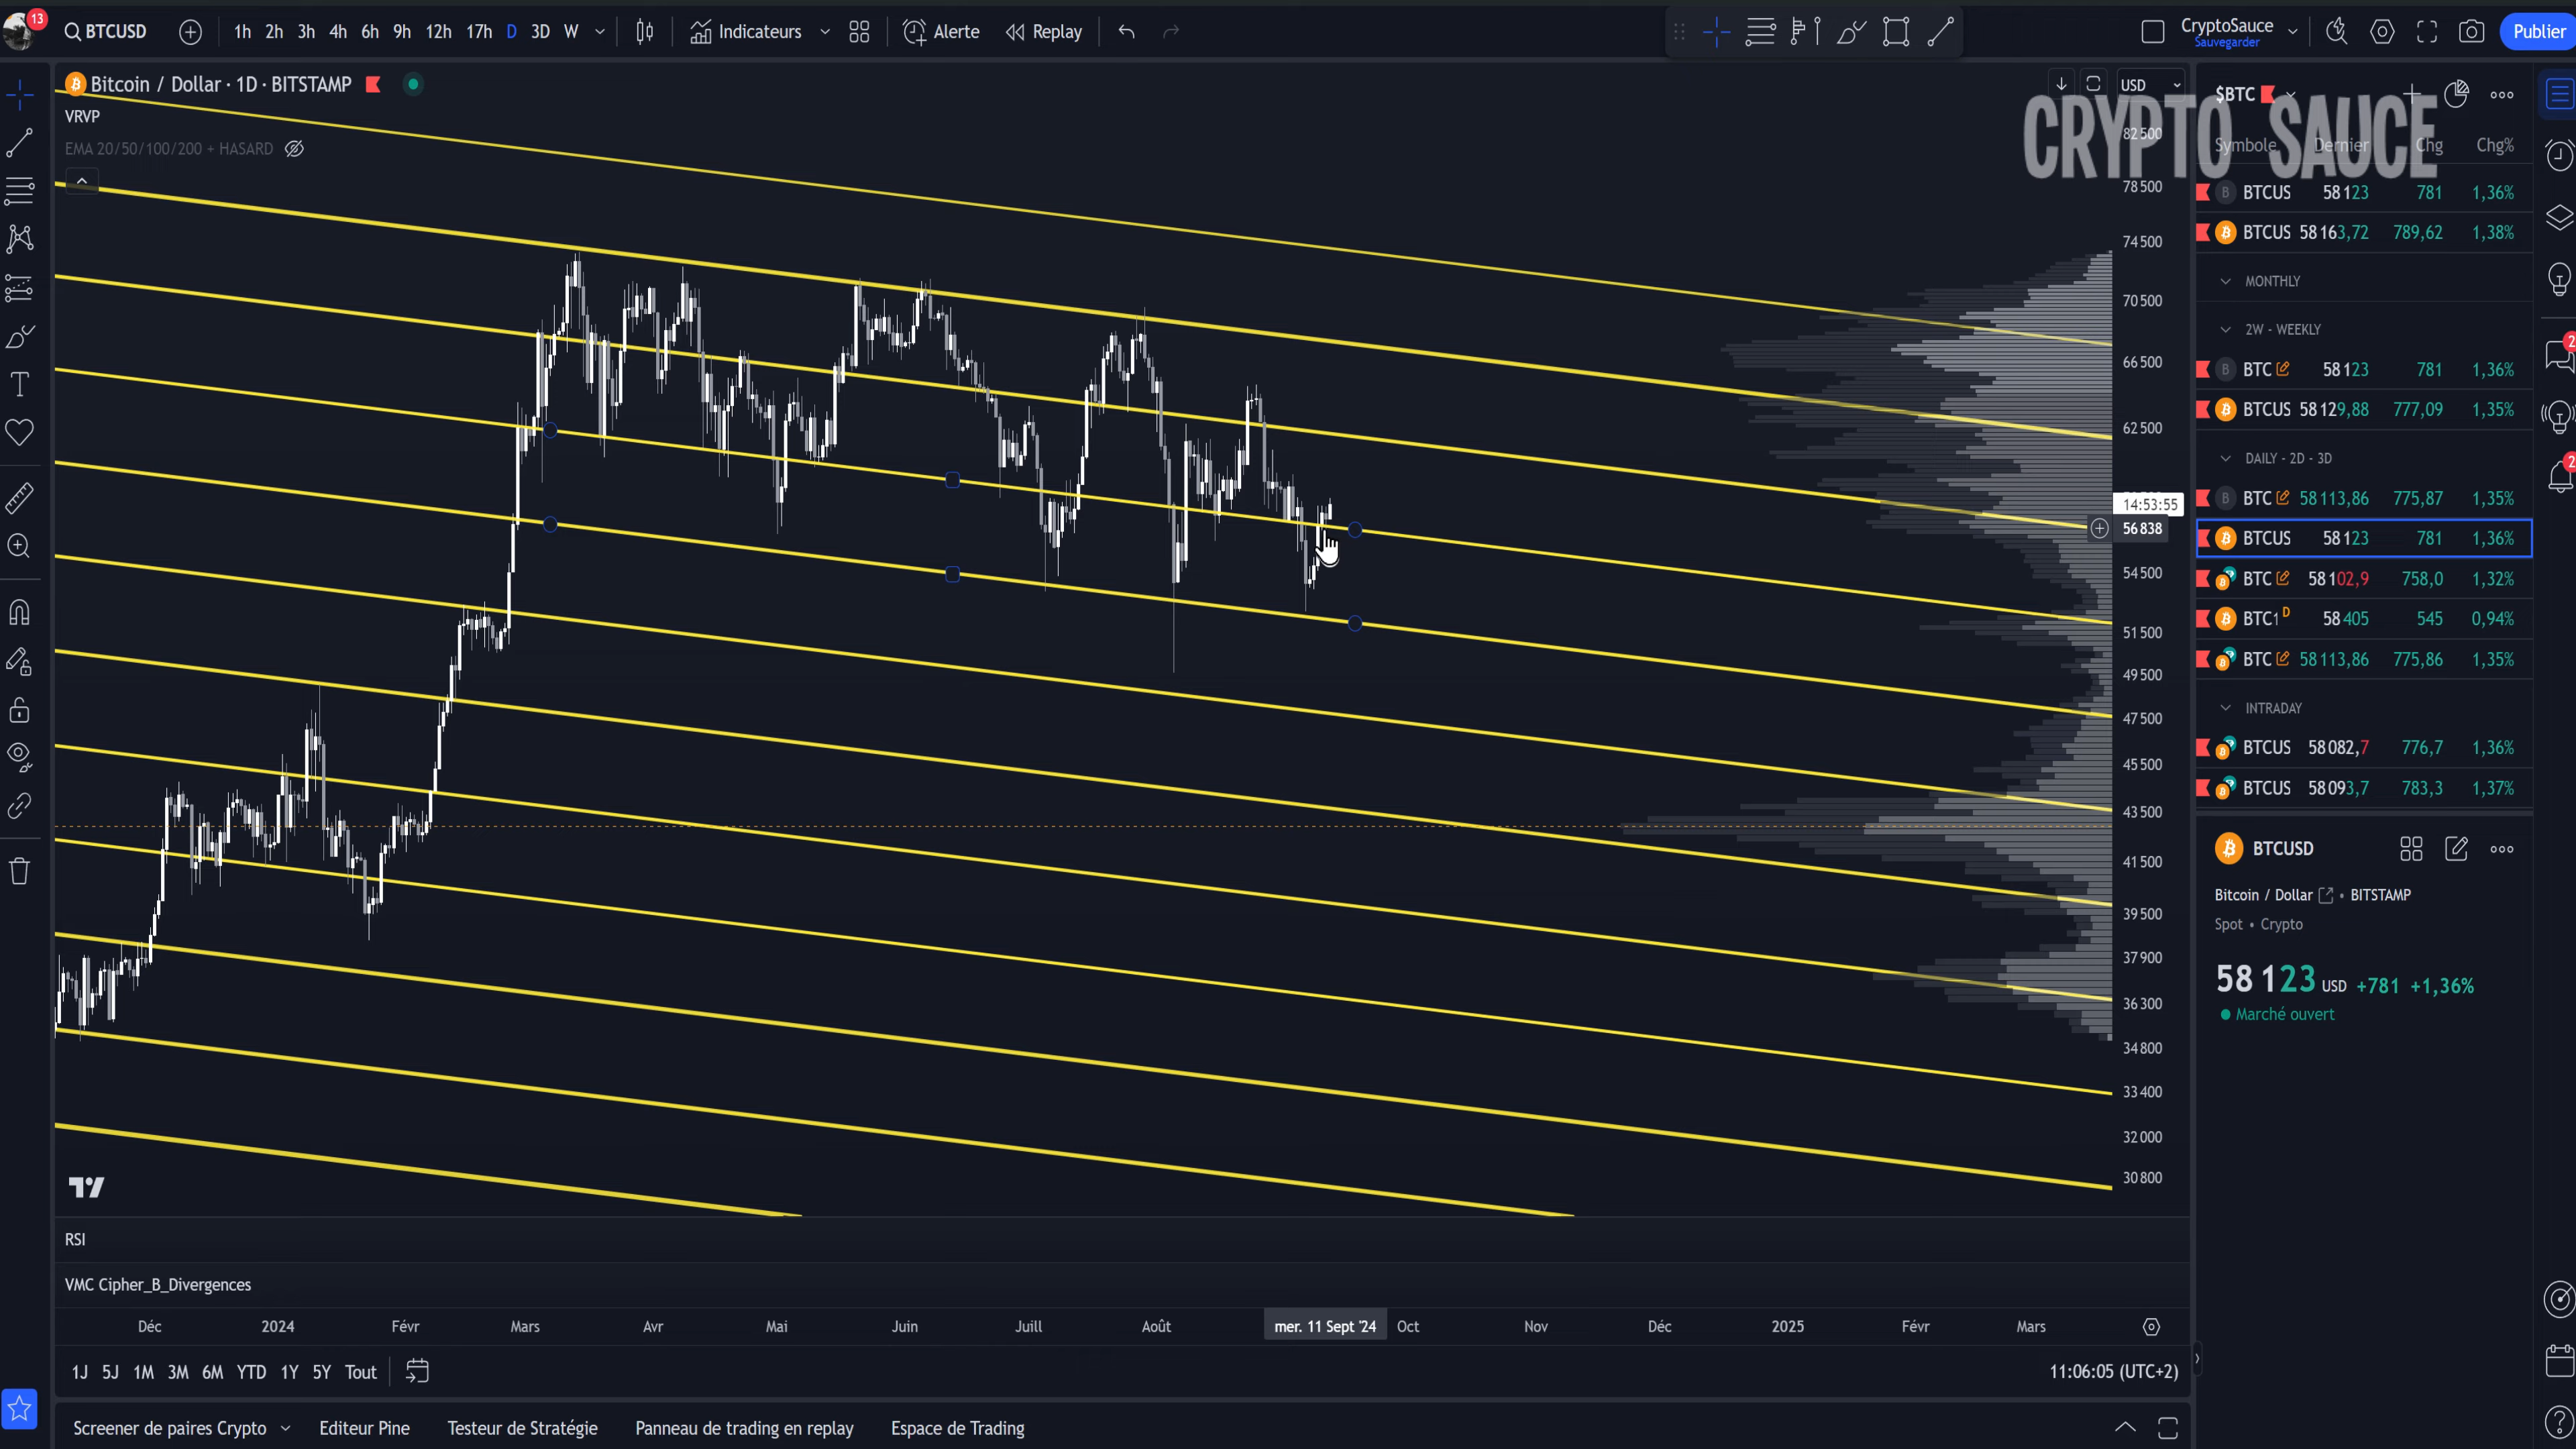 13 BTCUSD 1h 2h 3h 4h 6h 9h 12h 17h D 3D W Indicateurs Alerte Replay CryptoSauce Sauvegarder Publier
Bitcoin / Dollar · 1D · BITSTAMP
VRVP
EMA 20/50/100/200 + HASARD
USD
CRYPTO SAUCE
82 500
78 500
74 500
70 500
66 500
62 500
14:53:55
56 838
54 500
51 500
49 500
47 500
45 500
43 500
41 500
39 500
37 900
36 300
34 800
33 400
32 000
30 800
$BTC
Symbole Dernier Chg Chg%
BTCUS 58 123 781 1,36%
BTCUS 58 163,72 789,62 1,38%
MONTHLY
2W - WEEKLY
BTC 58 123 781 1,36%
BTCUS 58 129,88 777,09 1,35%
DAILY - 2D - 3D
BTC 58 113,86 775,87 1,35%
BTCUS 58 123 781 1,36%
BTC 58 102,9 758,0 1,32%
BTC1 D 58 405 545 0,94%
BTC 58 113,86 775,86 1,35%
INTRADAY
BTCUS 58 082,7 776,7 1,36%
BTCUS 58 093,7 783,3 1,37%
BTCUSD
Bitcoin / Dollar • BITSTAMP
Spot • Crypto
58 123 USD +781 +1,36%
Marché ouvert
RSI
VMC Cipher_B_Divergences
Déc 2024 Févr Mars Avr Mai Juin Juill Août mer. 11 Sept '24 Oct Nov Déc 2025 Févr Mars
1J 5J 1M 3M 6M YTD 1Y 5Y Tout 11:06:05 (UTC+2)
Screener de paires Crypto Editeur Pine Testeur de Stratégie Panneau de trading en replay Espace de Trading